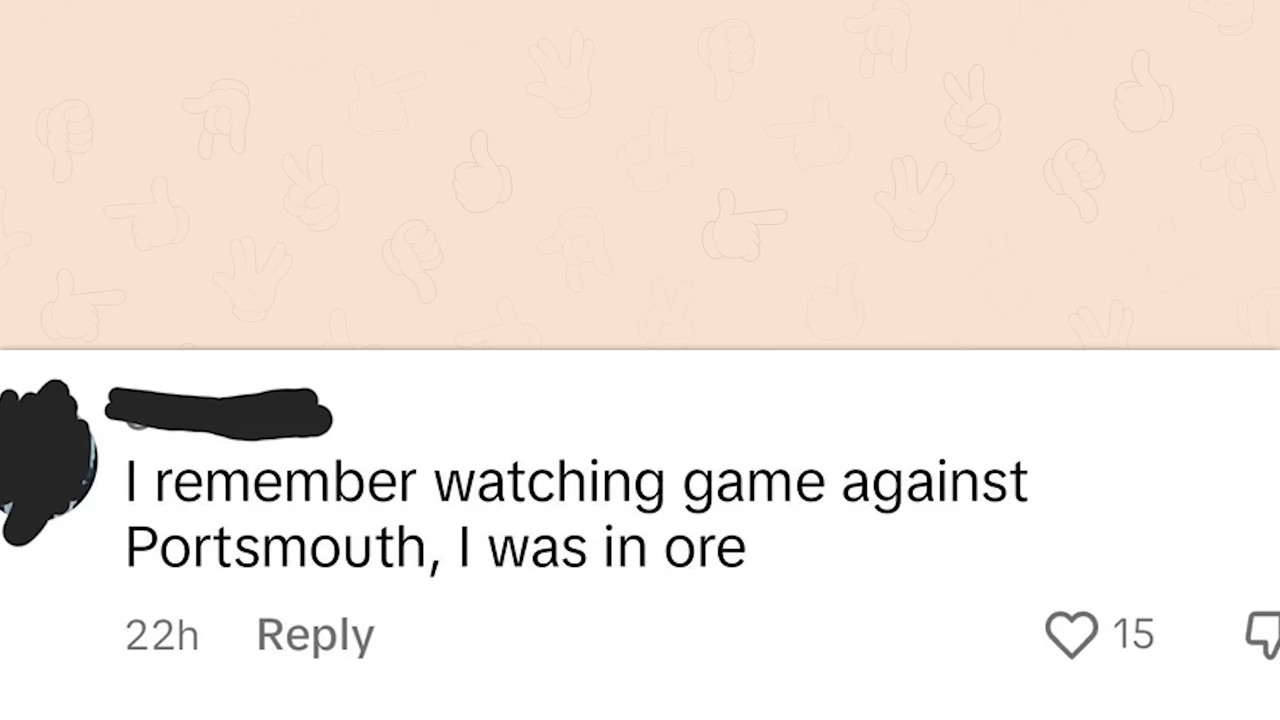 I remember watching game against
Portsmouth, I was in ore
22h Reply 15